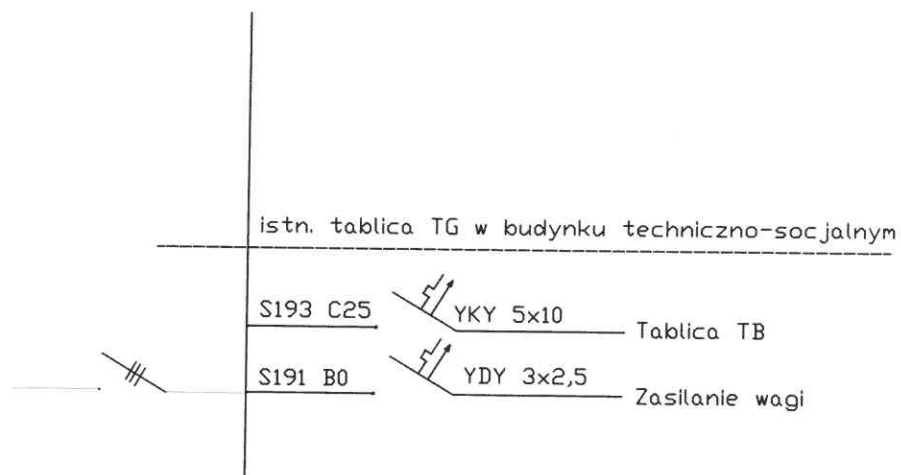 istn. tablica TG w budynku techniczno-socjalnym
S193 C25 YKY 5x10 Tablica TB
S191 B0 YDY 3x2,5 Zasilanie wagi